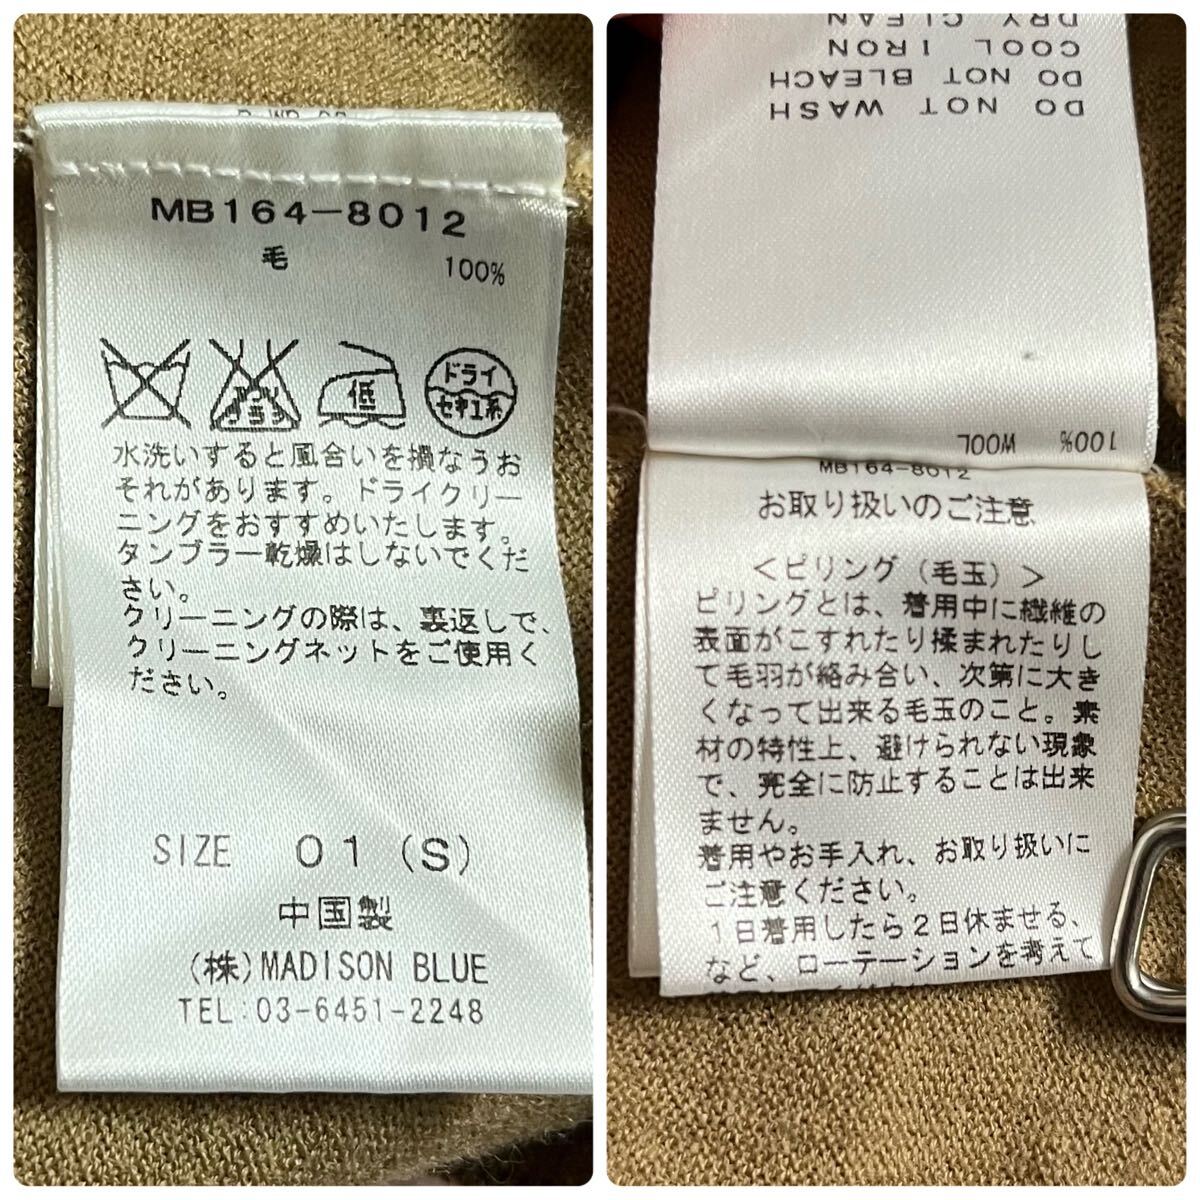 MB164-8012
毛
100%
エンソ
サラシ
低
ドライ
セキユ系
水洗いすると風合いを損なうお
それがあります。ドライクリー
ニングをおすすめいたします。
タンブラー乾燥はしないでくだ
さい。
クリーニングの際は、裏返しで、
クリーニングネットをご使用く
ださい。
SIZE 01(S)
中国製
(株)MADISON BLUE
TEL:03-6451-2248
DO NOT WASH
DO NOT BLEACH
COOL IRON
DRY CLEAN
100% WOOL
MB164-8012
お取り扱いのご注意
＜ピリング（毛玉）＞
ピリングとは、着用中に繊維の
表面がこすれたり揉まれたりし
て毛羽が絡み合い、次第に大き
くなって出来る毛玉のこと。素
材の特性上、避けられない現象
で、完全に防止することは出来
ません。
着用やお手入れ、お取り扱いに
ご注意ください。
1日着用したら2日休ませる、
など、ローテーションを考えて